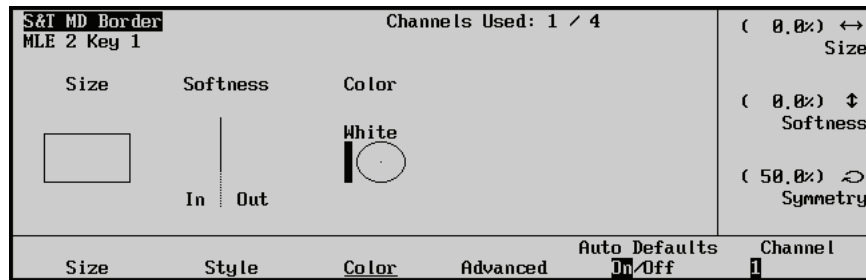 S&T MD Border Channels Used: 1 / 4
MLE 2 Key 1
( 0.0%) ↔
Size
Size Softness Color
( 0.0%) ↕
Softness
White
( 50.0%)
Symmetry
In Out
Auto Defaults Channel
Size Style Color Advanced On/Off 1